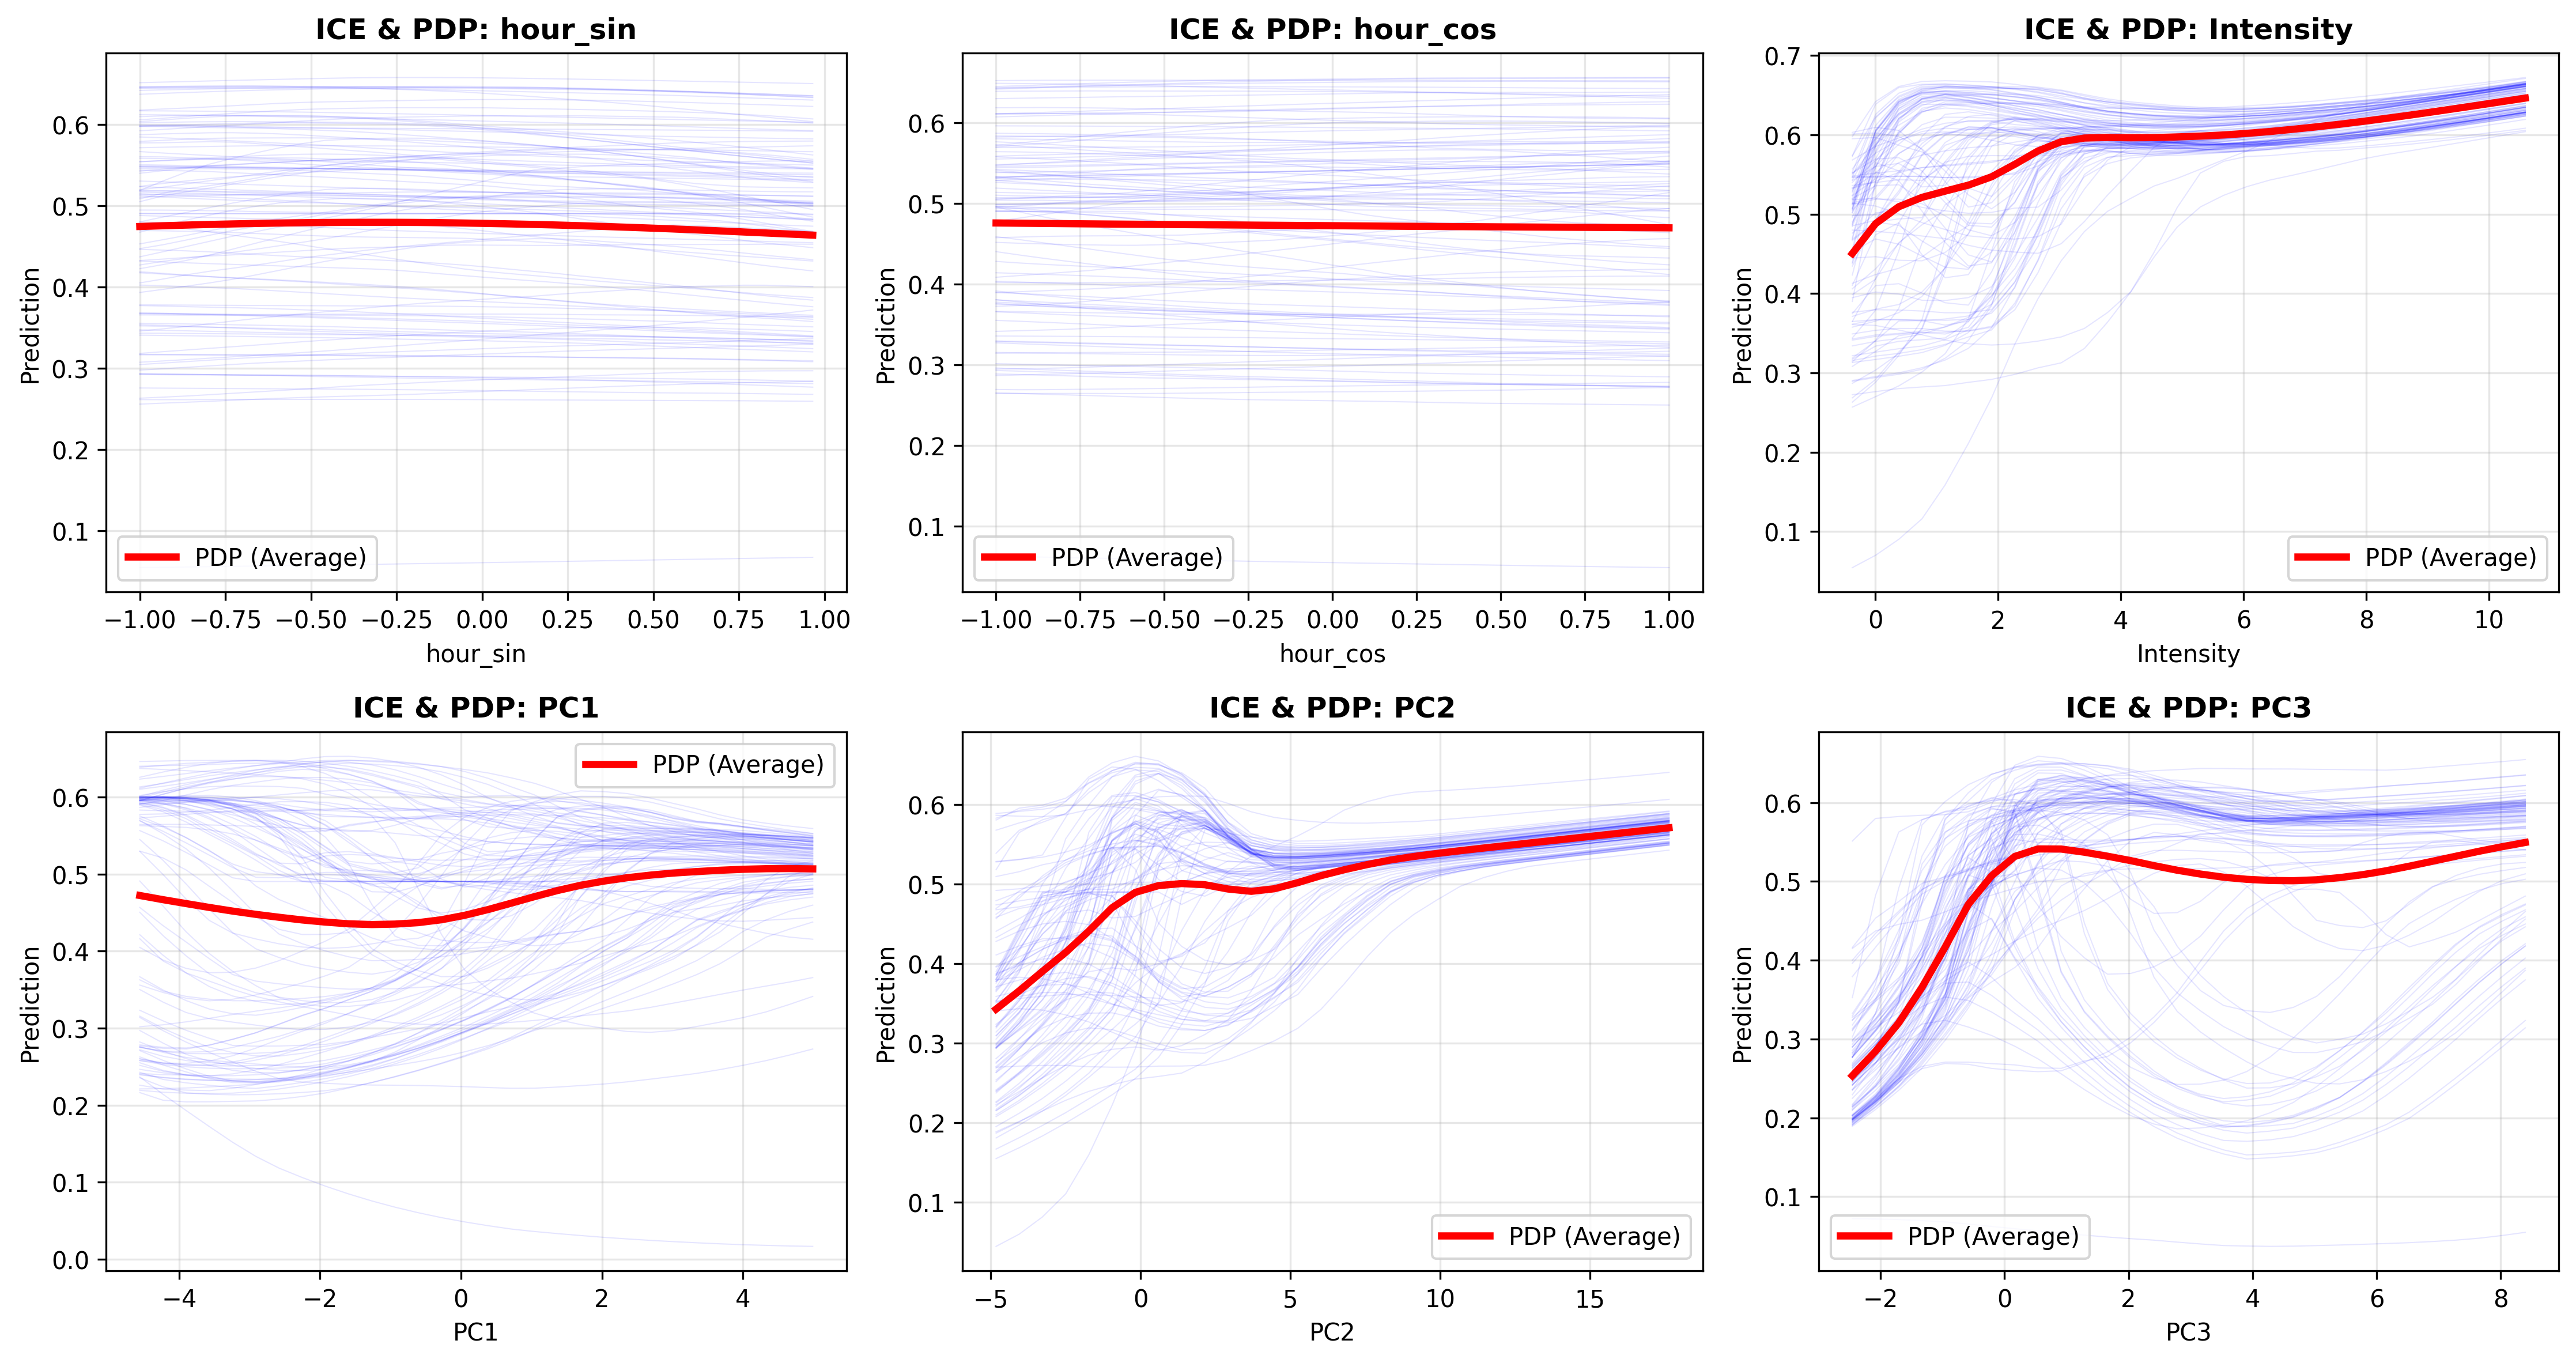 ICE & PDP: hour_sin
ICE & PDP: hour_cos
ICE & PDP: Intensity
Prediction
0.6
0.5
0.4
0.3
0.2
0.1
PDP (Average)
−1.00 −0.75 −0.50 −0.25 0.00 0.25 0.50 0.75 1.00
hour_sin
Prediction
0.6
0.5
0.4
0.3
0.2
0.1
PDP (Average)
−1.00 −0.75 −0.50 −0.25 0.00 0.25 0.50 0.75 1.00
hour_cos
Prediction
0.7
0.6
0.5
0.4
0.3
0.2
0.1
PDP (Average)
0 2 4 6 8 10
Intensity
ICE & PDP: PC1
ICE & PDP: PC2
ICE & PDP: PC3
Prediction
PDP (Average)
0.6
0.5
0.4
0.3
0.2
0.1
0.0
−4 −2 0 2 4
PC1
Prediction
0.6
0.5
0.4
0.3
0.2
0.1
PDP (Average)
−5 0 5 10 15
PC2
Prediction
0.6
0.5
0.4
0.3
0.2
0.1
PDP (Average)
−2 0 2 4 6 8
PC3